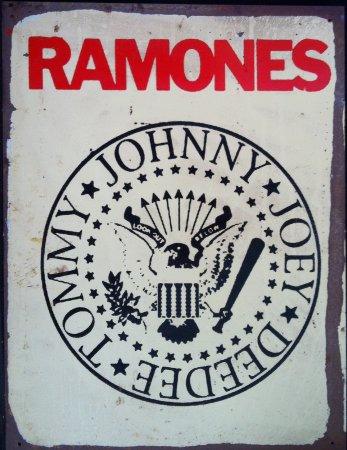 RAMONES
JOHNNY ★ JOEY ★ DEEDEE ★ TOMMY ★
LOOK OUT BELOW